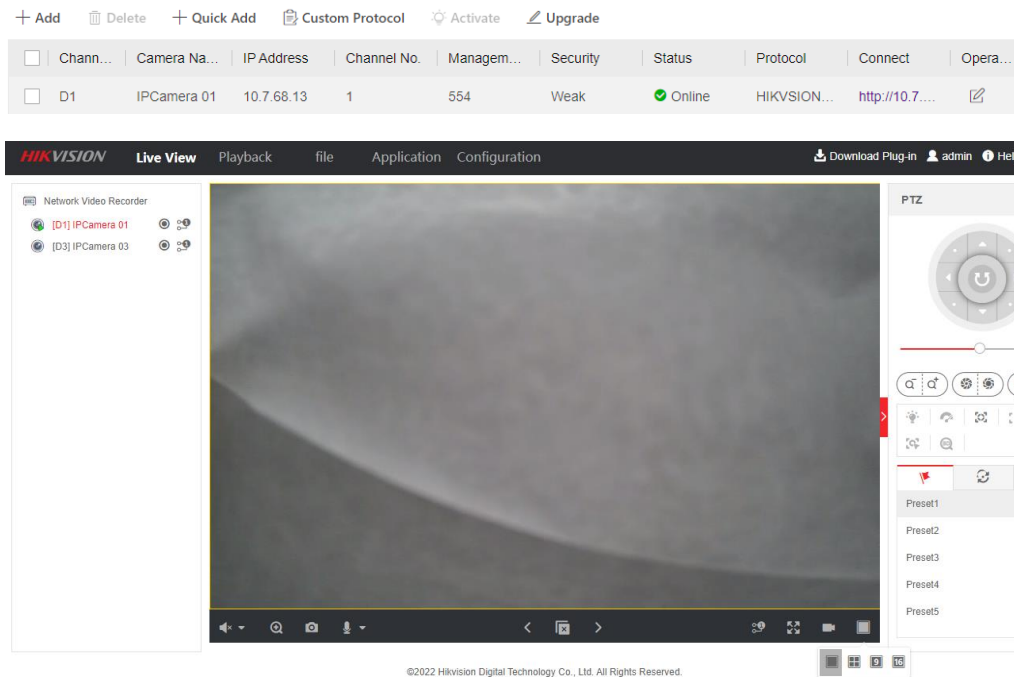 Add Delete Quick Add Custom Protocol Activate Upgrade
Chann... Camera Na... IP Address Channel No. Managem... Security Status Protocol Connect Opera...
D1 IPCamera 01 10.7.68.13 1 554 Weak Online HIKVSION... http://10.7....
HIKVISION Live View Playback file Application Configuration Download Plug-in admin Hel
Network Video Recorder
PTZ
[D1] IPCamera 01
[D3] IPCamera 03
Preset1
Preset2
Preset3
Preset4
Preset5
9 16
©2022 Hikvision Digital Technology Co., Ltd. All Rights Reserved.